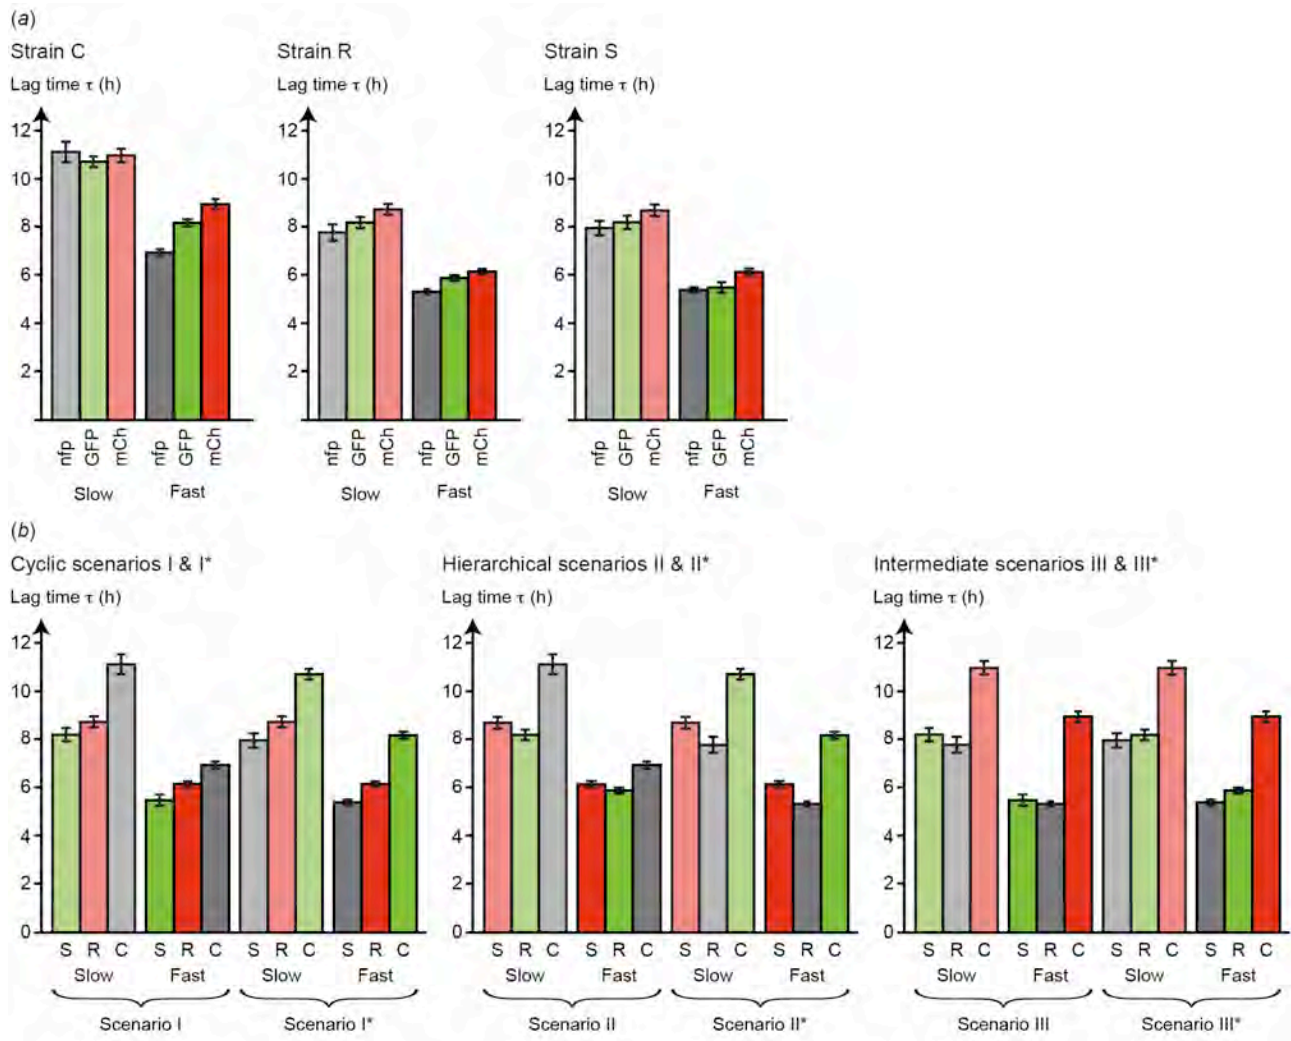 (a)
Strain C
Strain R
Strain S
Lag time τ (h)
Lag time τ (h)
Lag time τ (h)
12
12
12
10
10
10
8
8
8
6
6
6
4
4
4
2
2
2
nfp GFP mCh nfp GFP mCh
nfp GFP mCh nfp GFP mCh
nfp GFP mCh nfp GFP mCh
Slow Fast
Slow Fast
Slow Fast
(b)
Cyclic scenarios I & I*
Hierarchical scenarios II & II*
Intermediate scenarios III & III*
Lag time τ (h)
Lag time τ (h)
Lag time τ (h)
12
12
12
10
10
10
8
8
8
6
6
6
4
4
4
2
2
2
0
0
0
S R C S R C S R C S R C
S R C S R C S R C S R C
S R C S R C S R C S R C
Slow Fast Slow Fast
Slow Fast Slow Fast
Slow Fast Slow Fast
Scenario I Scenario I*
Scenario II Scenario II*
Scenario III Scenario III*